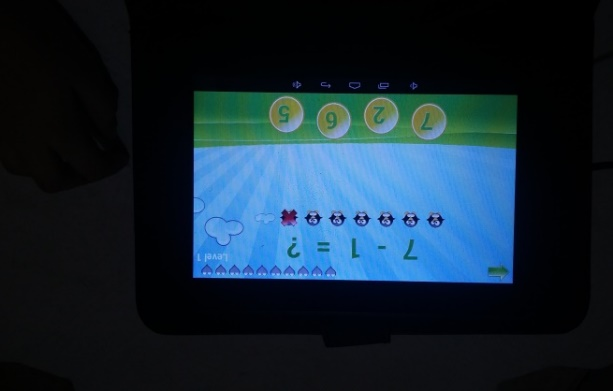 Level 1
7 - 1 = ?
7 2 6 5